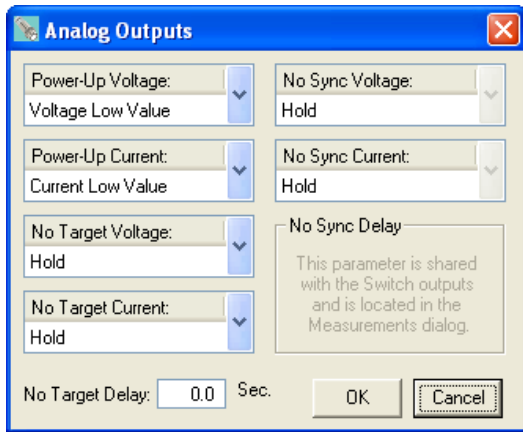 Analog Outputs
Power-Up Voltage:
Voltage Low Value
Power-Up Current:
Current Low Value
No Target Voltage:
Hold
No Target Current:
Hold
No Target Delay: 0.0 Sec.
No Sync Voltage:
Hold
No Sync Current:
Hold
No Sync Delay
This parameter is shared
with the Switch outputs
and is located in the
Measurements dialog.
OK
Cancel